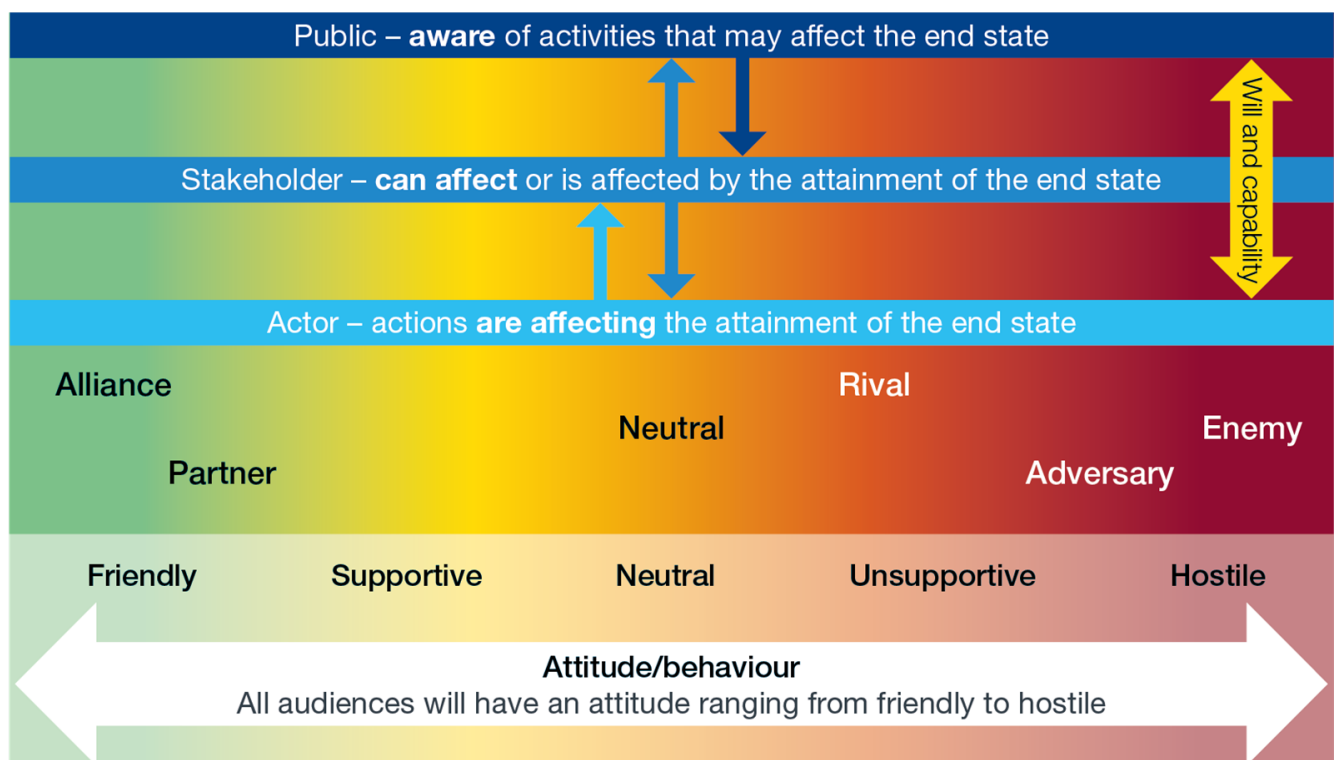 Public – aware of activities that may affect the end state
Will and capability
Stakeholder – can affect or is affected by the attainment of the end state
Actor – actions are affecting the attainment of the end state
Alliance
Rival
Neutral
Enemy
Partner
Adversary
Friendly
Supportive
Neutral
Unsupportive
Hostile
Attitude/behaviour
All audiences will have an attitude ranging from friendly to hostile